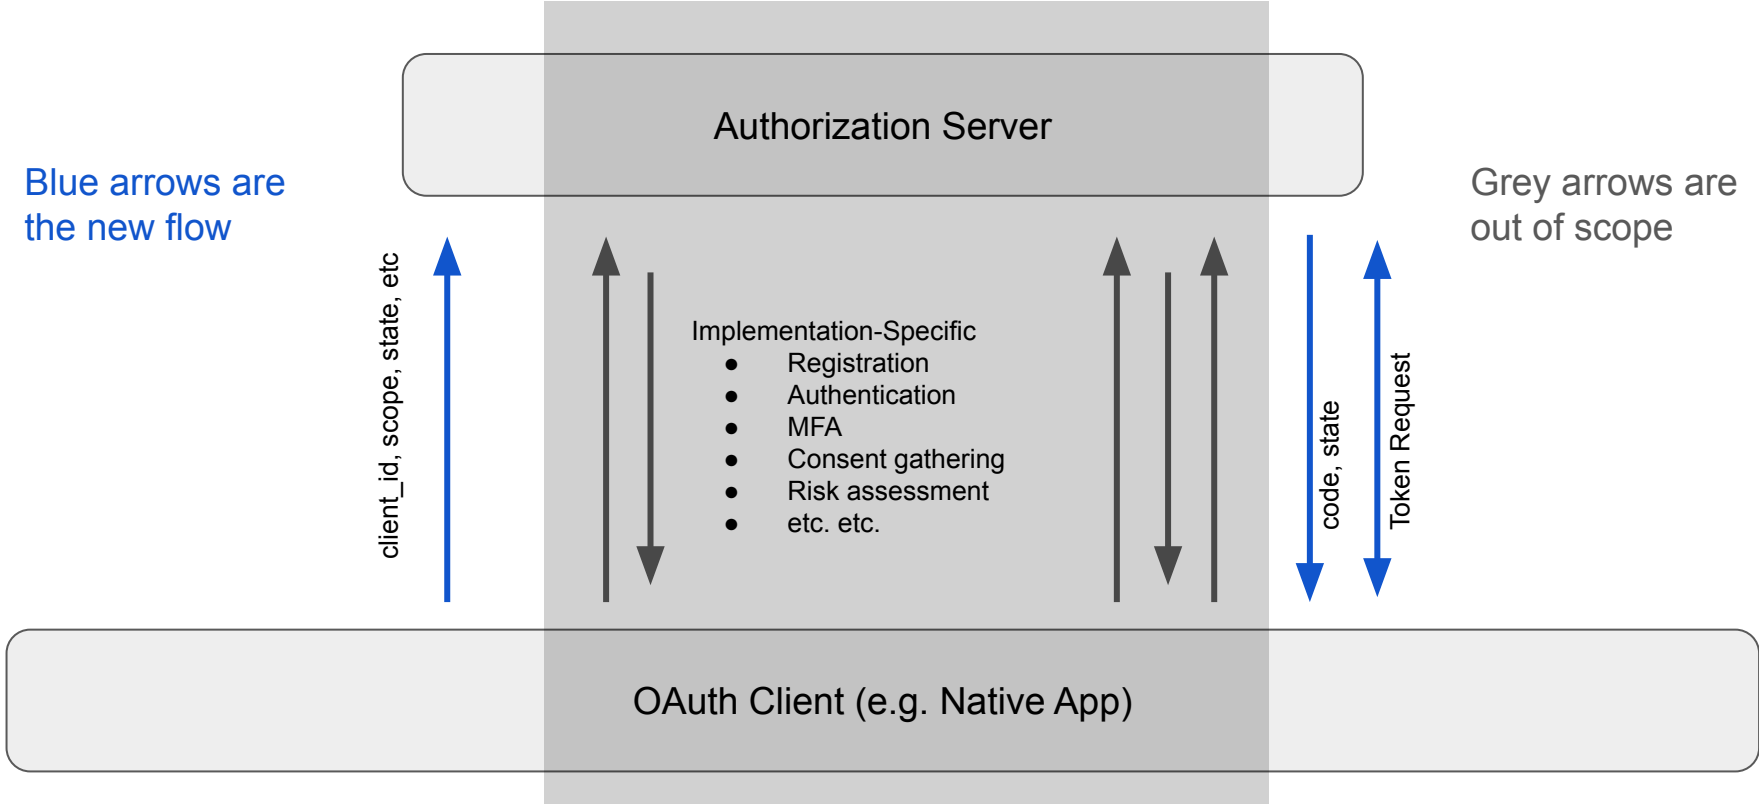 Authorization Server
Blue arrows are
the new flow
Grey arrows are
out of scope
client_id, scope, state, etc
Implementation-Specific
● Registration
● Authentication
● MFA
● Consent gathering
● Risk assessment
● etc. etc.
code, state
Token Request
OAuth Client (e.g. Native App)